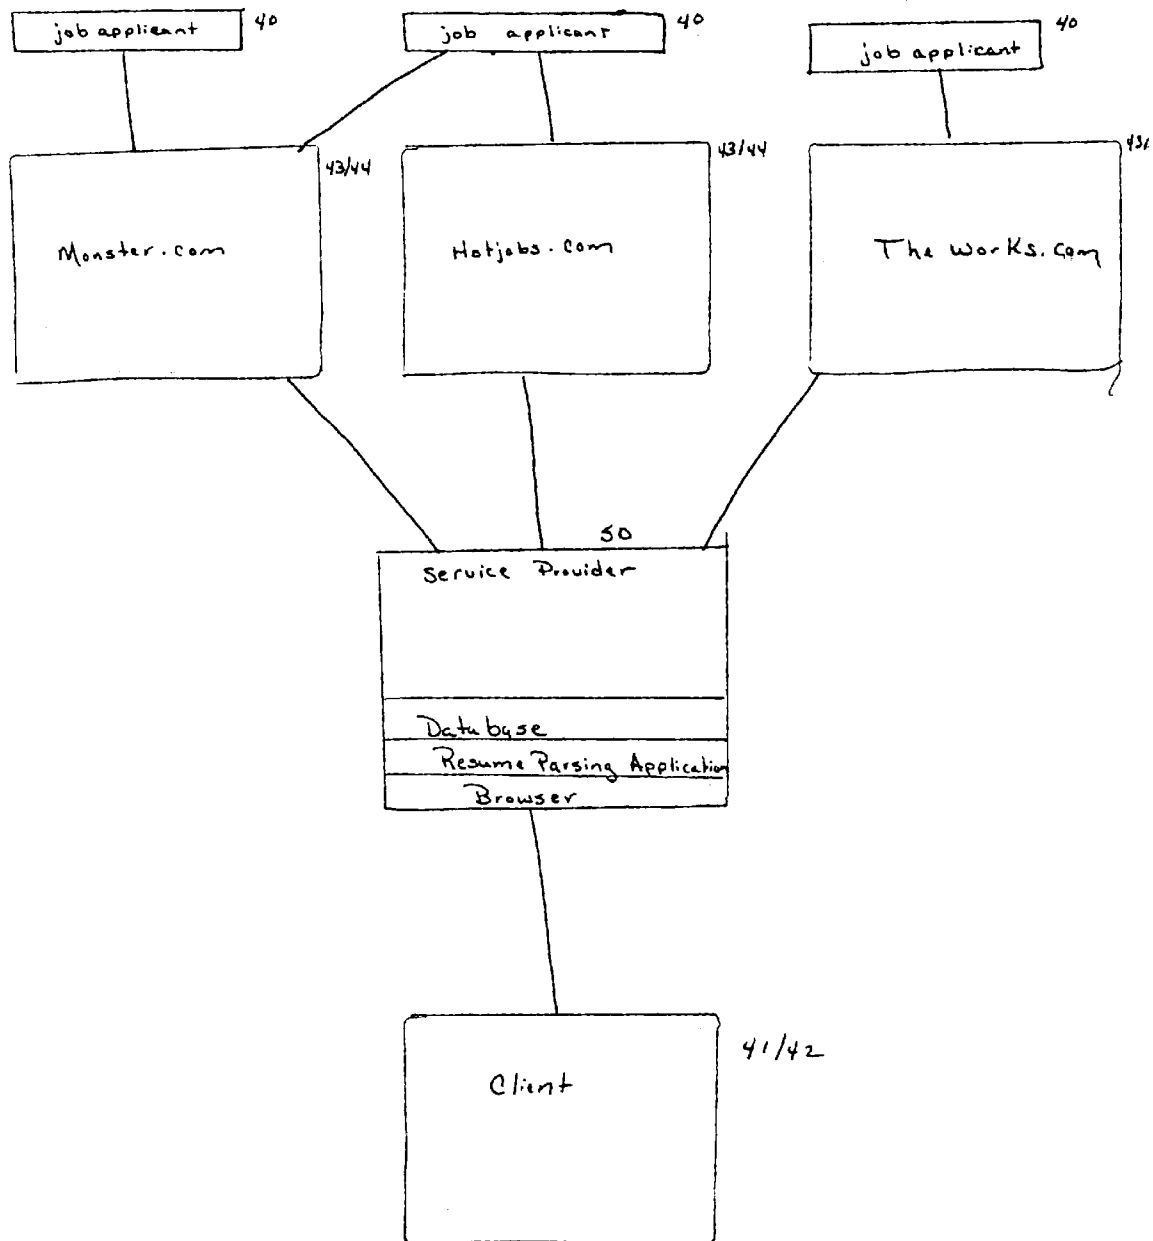 job applicant 40
job applicant 40
job applicant 40
43/44
43/44
43/
Monster.com
Hotjobs.com
The works.com
50
Service Provider
Database
Resume Parsing Application
Browser
41/42
Client